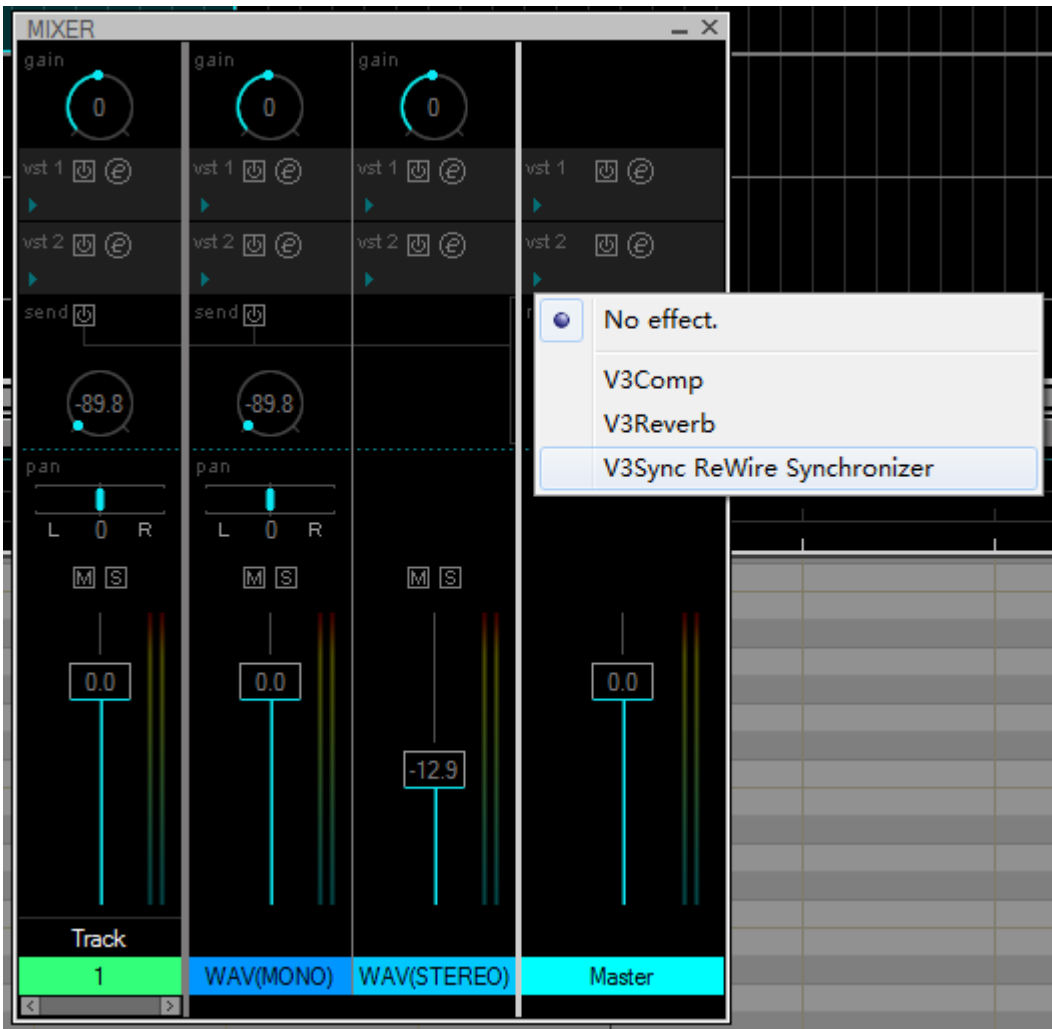 MIXER
gain gain gain
0 0 0
vst 1 vst 1 vst 1 vst 1
vst 2 vst 2 vst 2 vst 2
send send
No effect.
V3Comp
V3Reverb
V3Sync ReWire Synchronizer
-89.8 -89.8
pan pan
L 0 R L 0 R
M S M S M S
0.0 0.0 0.0
-12.9
Track
1 WAV(MONO) WAV(STEREO) Master